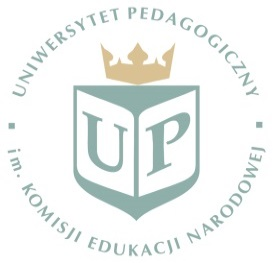 UNIWERSYTET PEDAGOGICZNY
UP
im. KOMISJI EDUKACJI NARODOWEJ